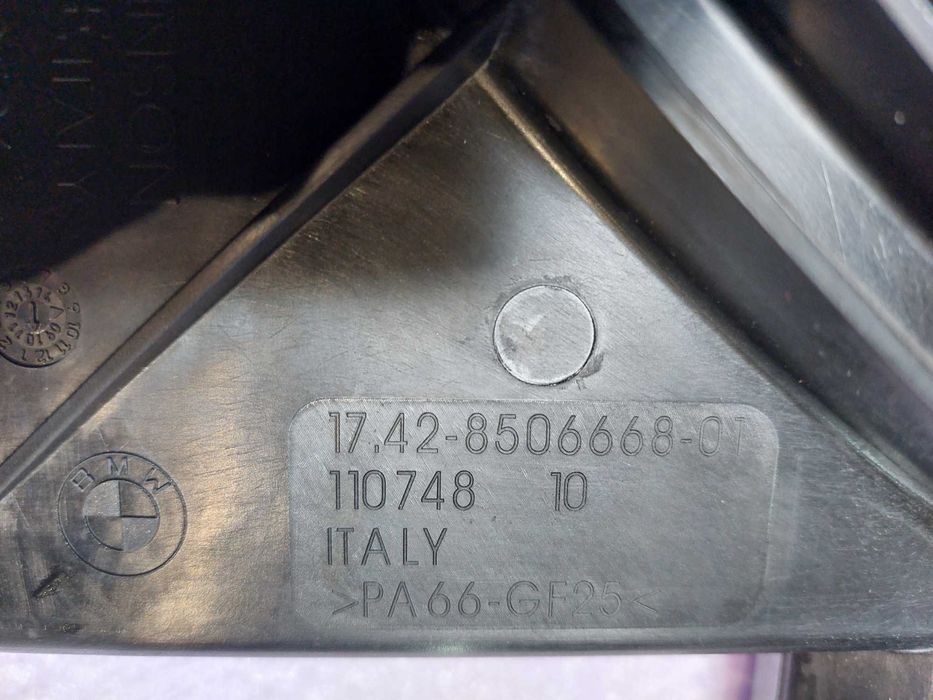 17.42-8506668-01
110748 10
ITALY
>PA66-GF25<
BMW